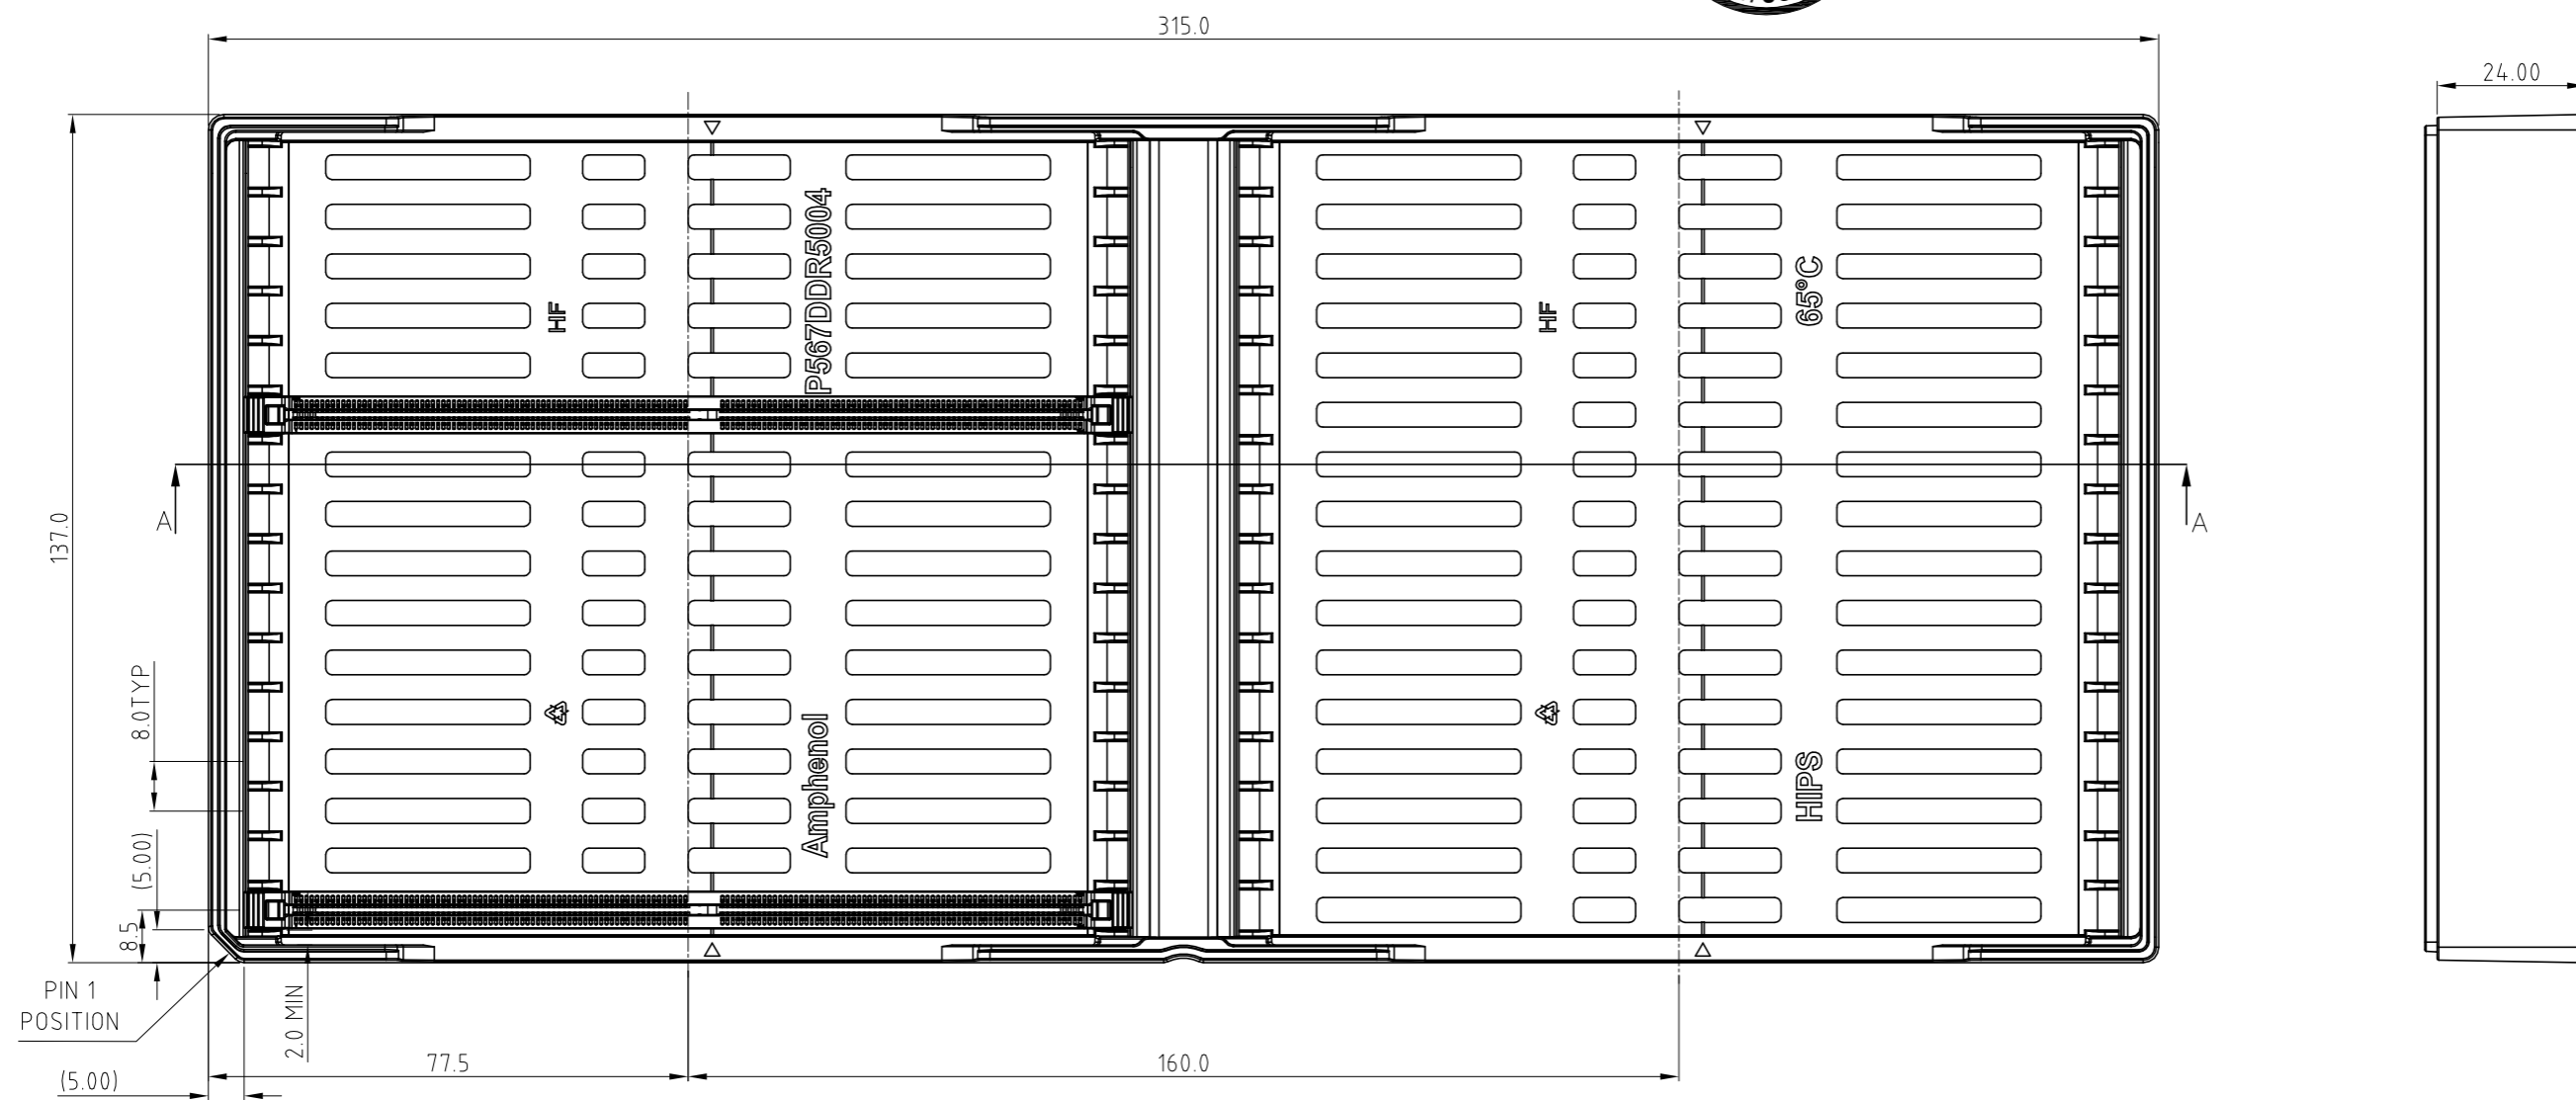 315.0
24.00
137.0
P567DDR5004
HF
HF
65°C
A
A
8.0TYP
(5.00)
8.5
Amphenol
HIPS
PIN 1
POSITION
2.0 MIN
77.5
160.0
(5.00)